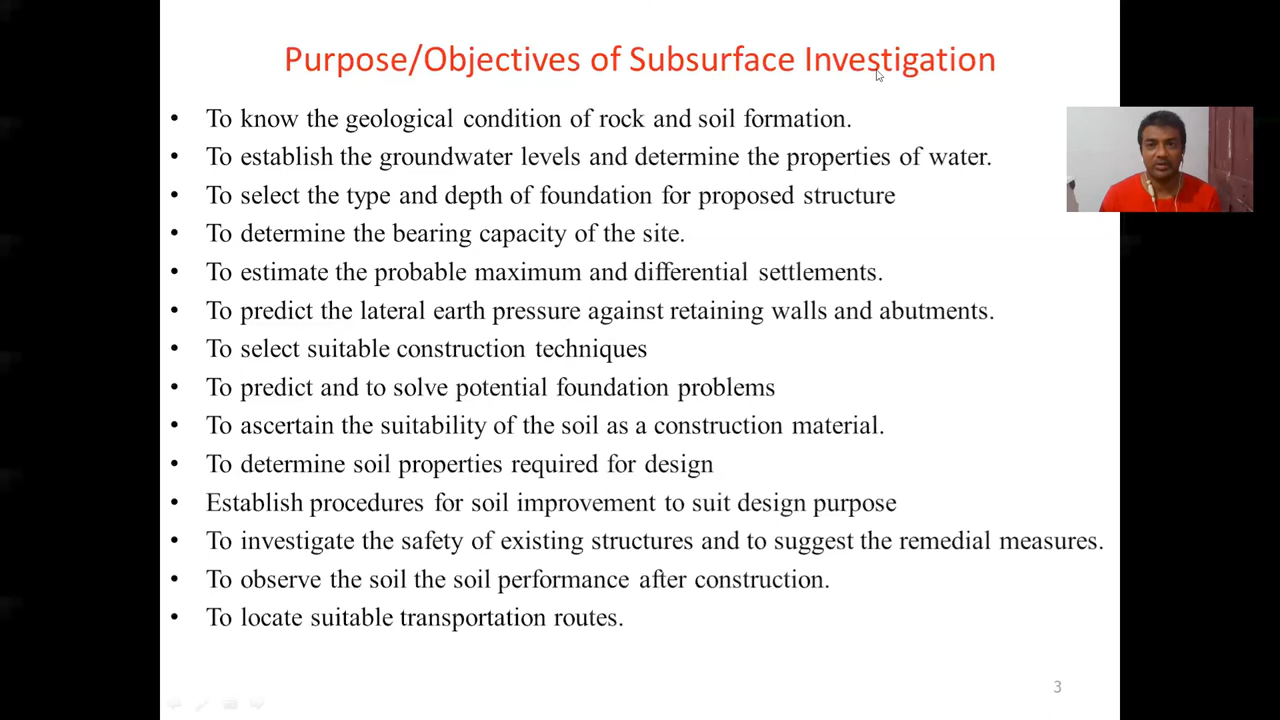 Purpose/Objectives of Subsurface Investigation
• To know the geological condition of rock and soil formation.
• To establish the groundwater levels and determine the properties of water.
• To select the type and depth of foundation for proposed structure
• To determine the bearing capacity of the site.
• To estimate the probable maximum and differential settlements.
• To predict the lateral earth pressure against retaining walls and abutments.
• To select suitable construction techniques
• To predict and to solve potential foundation problems
• To ascertain the suitability of the soil as a construction material.
• To determine soil properties required for design
• Establish procedures for soil improvement to suit design purpose
• To investigate the safety of existing structures and to suggest the remedial measures.
• To observe the soil the soil performance after construction.
• To locate suitable transportation routes.
3